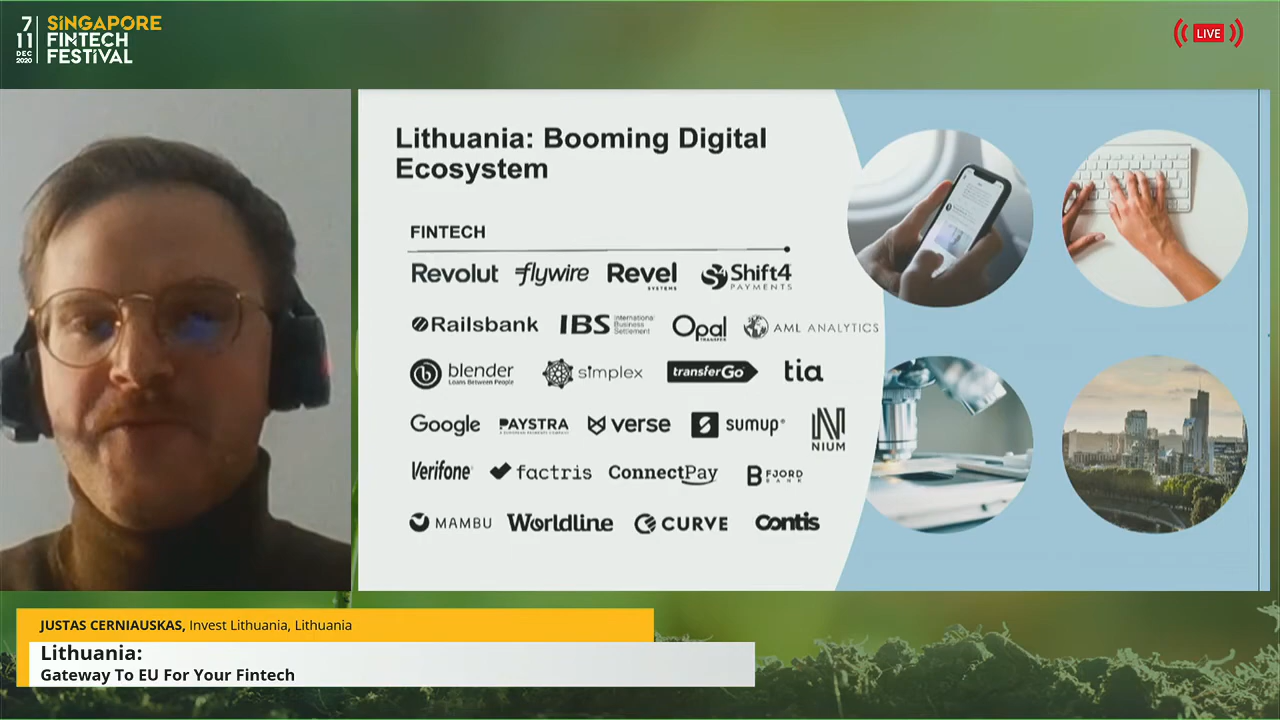 7
11
DEC
2020
SINGAPORE
FINTECH
FESTIVAL
LIVE
Lithuania: Booming Digital
Ecosystem
FINTECH
Revolut flywire Revel SYSTEMS Shift4 PAYMENTS
Railsbank IBS International Business Settlement Opal TRANSFER AML ANALYTICS
blender Loans Between People simplex transferGo tia
Google PAYSTRA verse sumup® NIUM
Verifone factris ConnectPay B FJORD BANK
MAMBU Worldline CURVE Contis
JUSTAS CERNIAUSKAS, Invest Lithuania, Lithuania
Lithuania:
Gateway To EU For Your Fintech